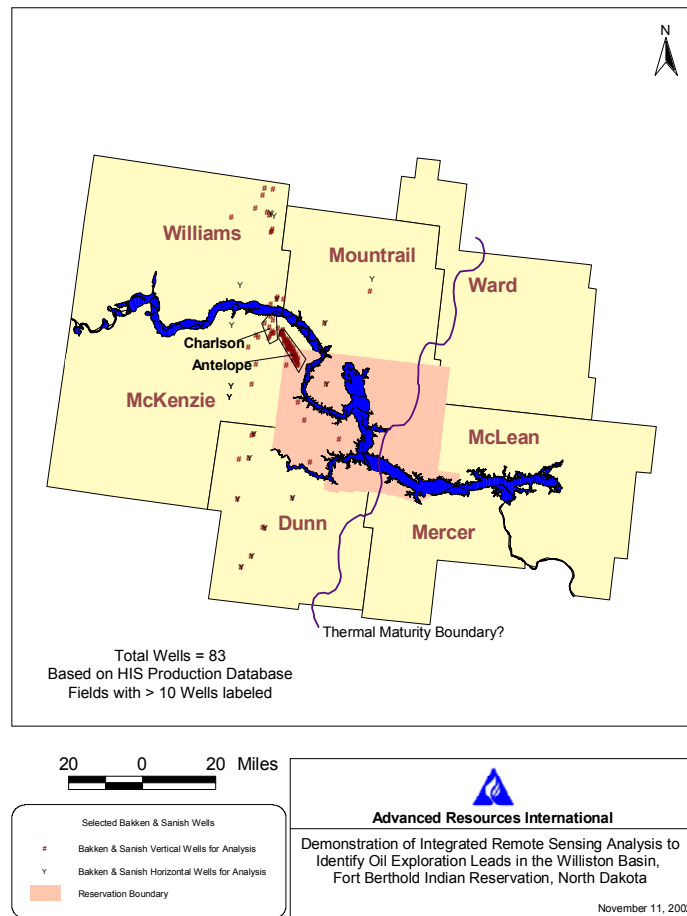 N
Williams
Mountrail
Ward
Charlson
Antelope
McKenzie
McLean
Dunn
Mercer
Thermal Maturity Boundary?
Total Wells = 83
Based on HIS Production Database
Fields with > 10 Wells labeled
20 0 20 Miles
Selected Bakken & Sanish Wells
# Bakken & Sanish Vertical Wells for Analysis
Y Bakken & Sanish Horizontal Wells for Analysis
Reservation Boundary
Advanced Resources International
Demonstration of Integrated Remote Sensing Analysis to
Identify Oil Exploration Leads in the Williston Basin,
Fort Berthold Indian Reservation, North Dakota
November 11, 200